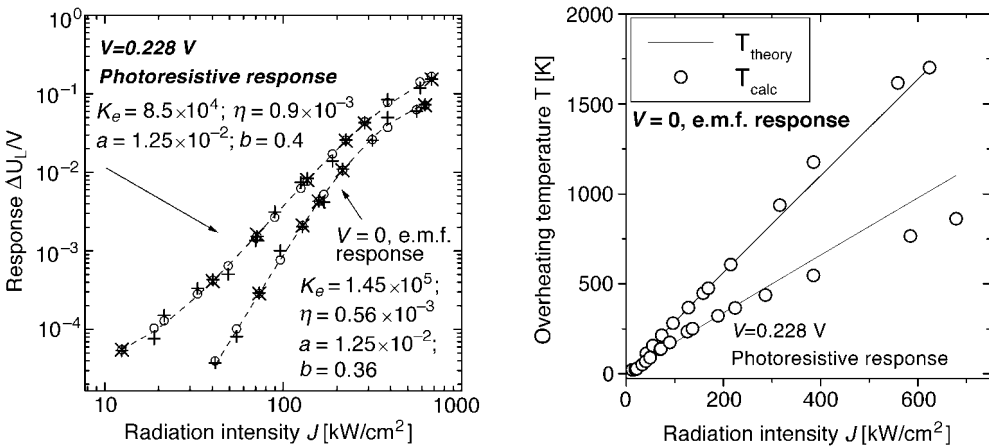 V=0.228 V
Photoresistive response
K_e = 8.5×10^4; η = 0.9×10^-3
a = 1.25×10^-2; b = 0.4
V = 0, e.m.f.
response
K_e = 1.45×10^5;
η = 0.56×10^-3
a = 1.25×10^-2;
b = 0.36
Response ΔU_L/V
10^0
10^-1
10^-2
10^-3
10^-4
10
100
1000
Radiation intensity J [kW/cm^2]
T_theory
T_calc
V = 0, e.m.f. response
V=0.228 V
Photoresistive response
Overheating temperature T [K]
2000
1500
1000
500
0
0
200
400
600
Radiation intensity J [kW/cm^2]